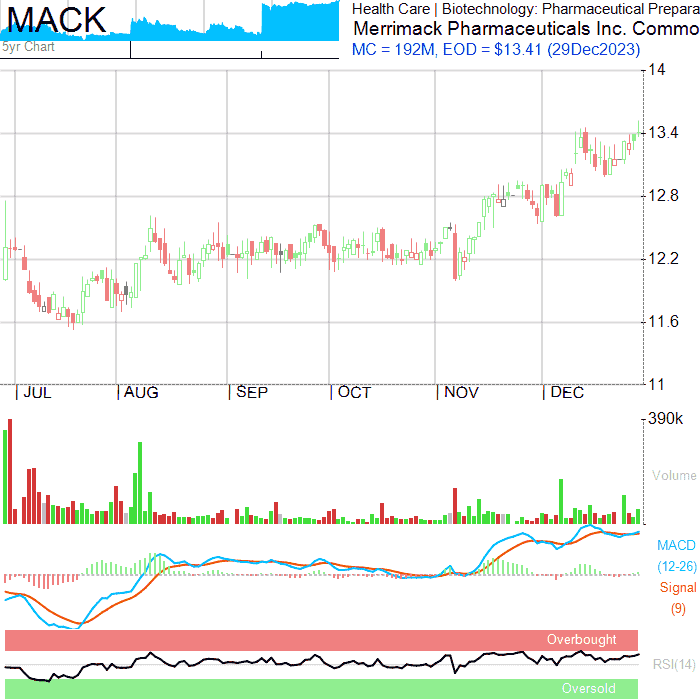 MACK
Health Care | Biotechnology: Pharmaceutical Prepara
5yr Chart
Merrimack Pharmaceuticals Inc. Commo
MC = 192M, EOD = $13.41 (29Dec2023)
14
13.4
12.8
12.2
11.6
11
JUL AUG SEP OCT NOV DEC
390k
Volume
MACD
(12-26)
Signal
(9)
Overbought
RSI(14)
Oversold